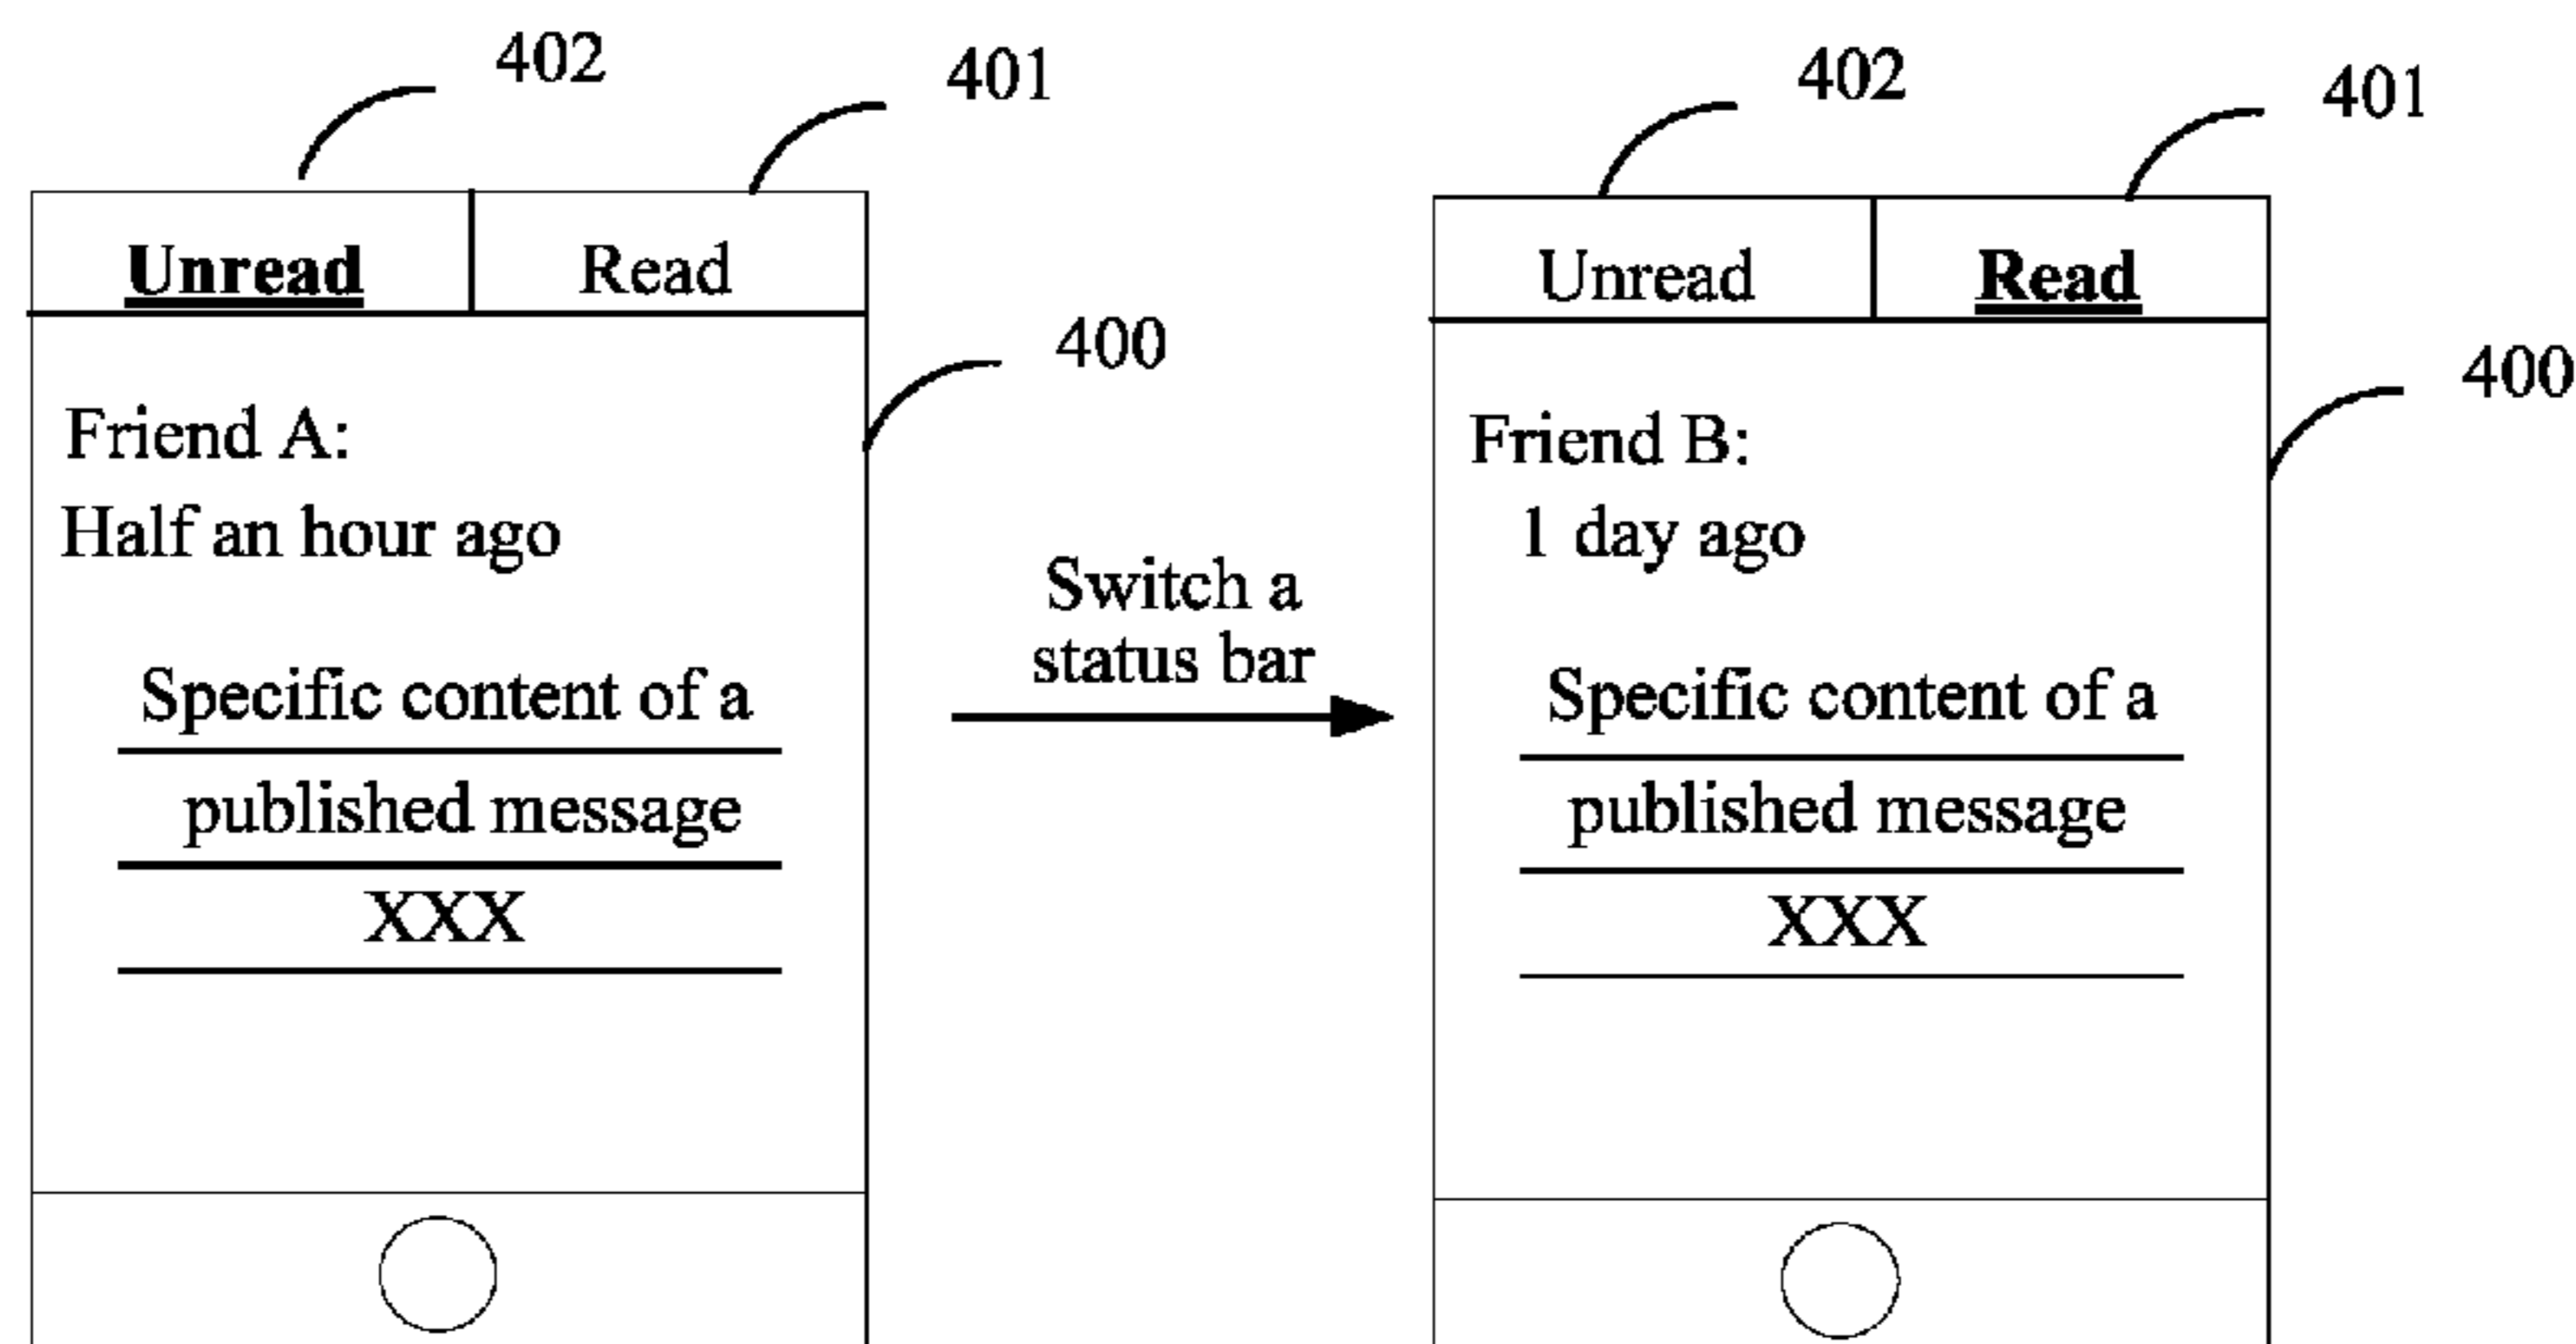 402
401
Unread
Read
400
Friend A:
Half an hour ago
Specific content of a
published message
XXX
Switch a
status bar
402
401
Unread
Read
400
Friend B:
1 day ago
Specific content of a
published message
XXX